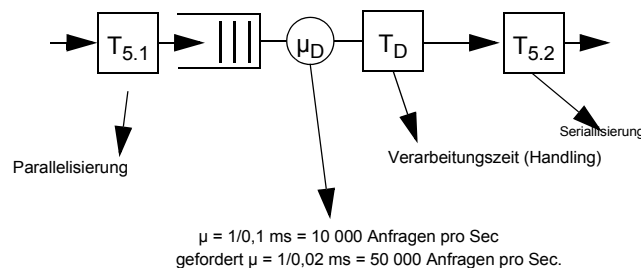 T5.1
μD
TD
T5.2
Seriallisierung
Parallelisierung
Verarbeitungszeit (Handling)
μ = 1/0,1 ms = 10 000 Anfragen pro Sec
gefordert μ = 1/0,02 ms = 50 000 Anfragen pro Sec.